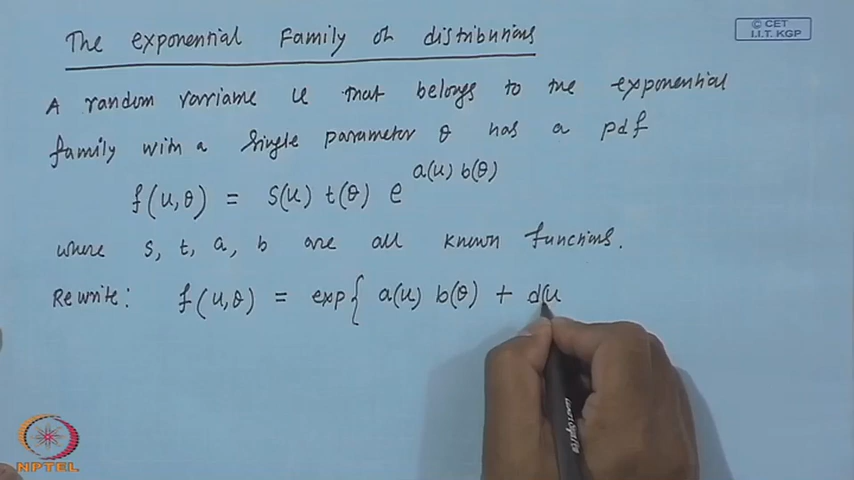 The exponential Family of distributions
© CET
I.I.T. KGP
A random variable u that belongs to the exponential
family with a single parameter θ has a pdf
f(u,θ) = s(u) t(θ) e^{a(u) b(θ)}
where s, t, a, b are all known functions.
Rewrite: f(u,θ) = exp{ a(u) b(θ) + d(u
NPTEL